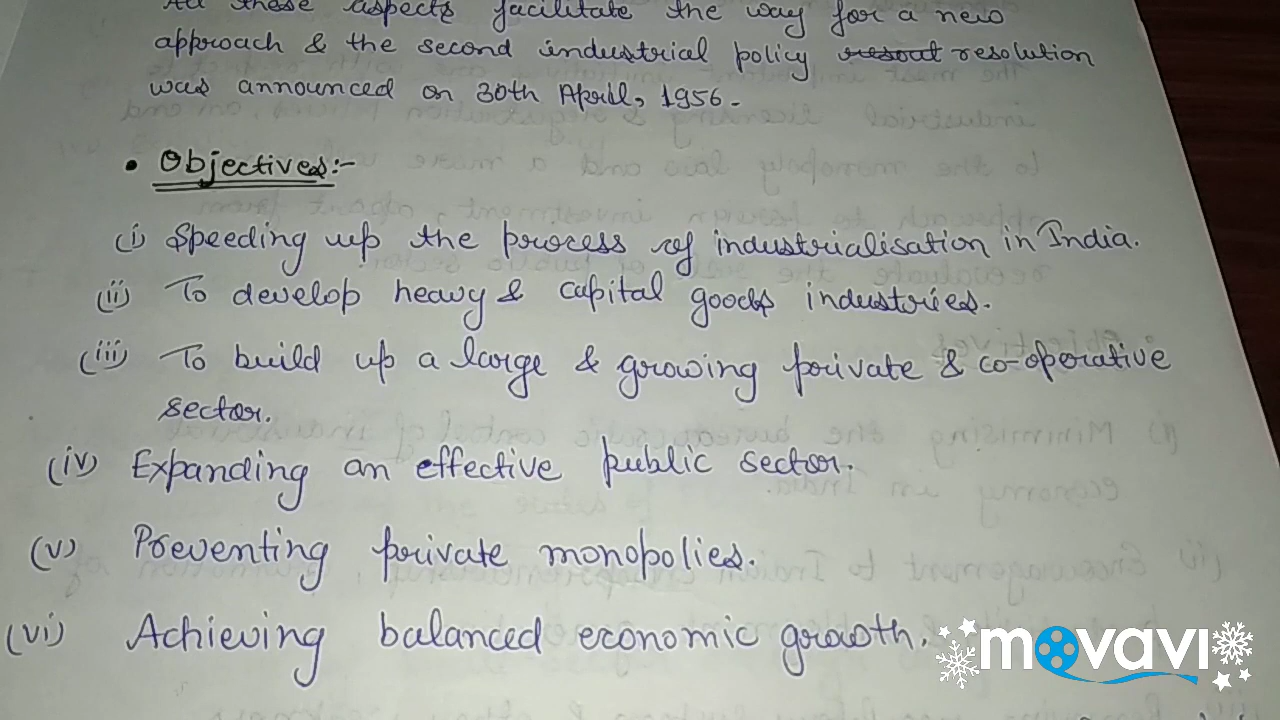 All these aspects facilitate the way for a new
approach & the second industrial policy resout resolution
was announced on 30th April, 1956.
• Objectives:-
(i) Speeding up the process of industrialisation in India.
(ii) To develop heavy & capital goods industries.
(iii) To build up a large & growing private & co-operative
sector.
(iv) Expanding an effective public sector.
(v) Preventing private monopolies.
(vi) Achieving balanced economic growth.
movavi